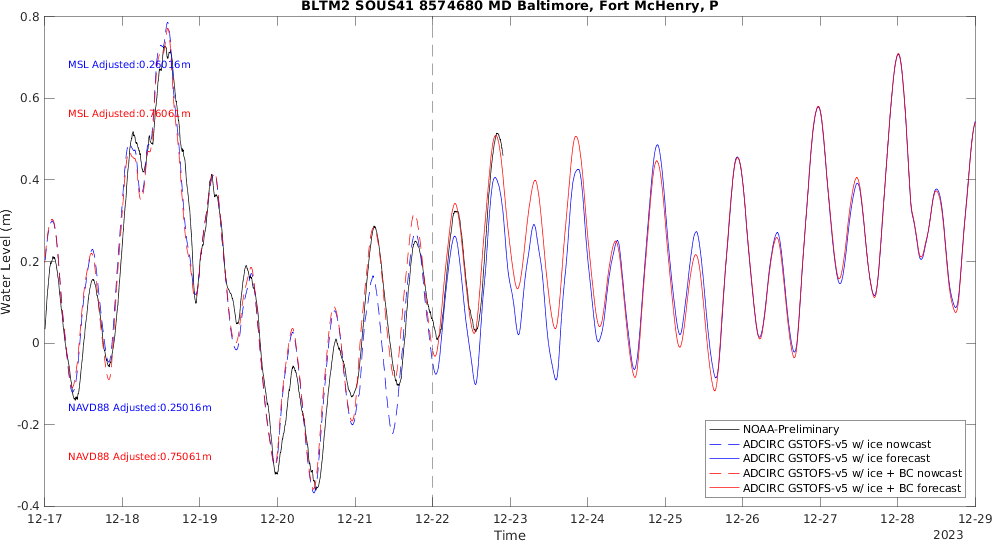 BLTM2 SOUS41 8574680 MD Baltimore, Fort McHenry, P
Water Level (m)
0.8
0.6
0.4
0.2
0
-0.2
-0.4
MSL Adjusted:0.26016m
MSL Adjusted:0.76061m
NAVD88 Adjusted:0.25016m
NAVD88 Adjusted:0.75061m
NOAA-Preliminary
ADCIRC GSTOFS-v5 w/ ice nowcast
ADCIRC GSTOFS-v5 w/ ice forecast
ADCIRC GSTOFS-v5 w/ ice + BC nowcast
ADCIRC GSTOFS-v5 w/ ice + BC forecast
12-17 12-18 12-19 12-20 12-21 12-22 12-23 12-24 12-25 12-26 12-27 12-28 12-29
Time
2023